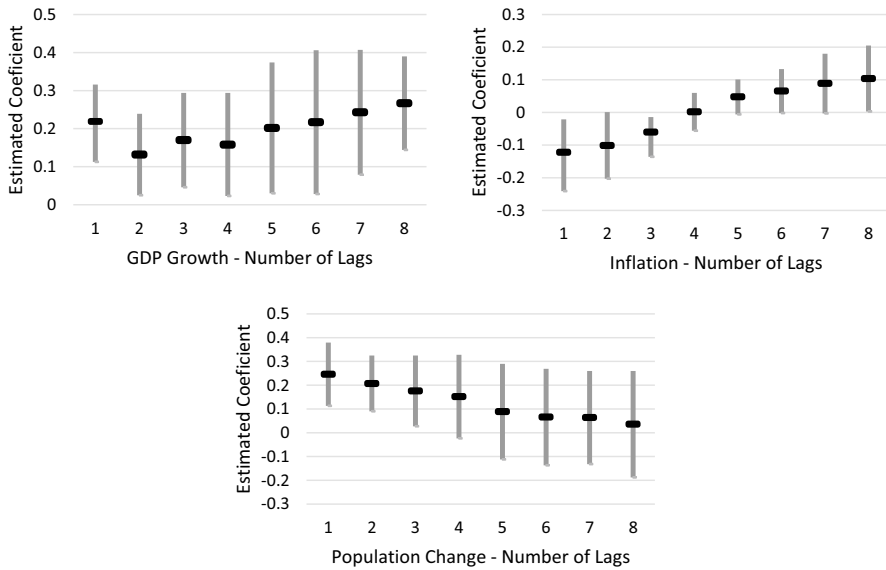 0.5
0.4
0.3
0.2
0.1
0
Estimated Coeficient
1 2 3 4 5 6 7 8
GDP Growth - Number of Lags
0.3
0.2
0.1
0
-0.1
-0.2
-0.3
Estimated Coeficient
1 2 3 4 5 6 7 8
Inflation - Number of Lags
0.5
0.4
0.3
0.2
0.1
0
-0.1
-0.2
-0.3
Estimated Coeficient
1 2 3 4 5 6 7 8
Population Change - Number of Lags